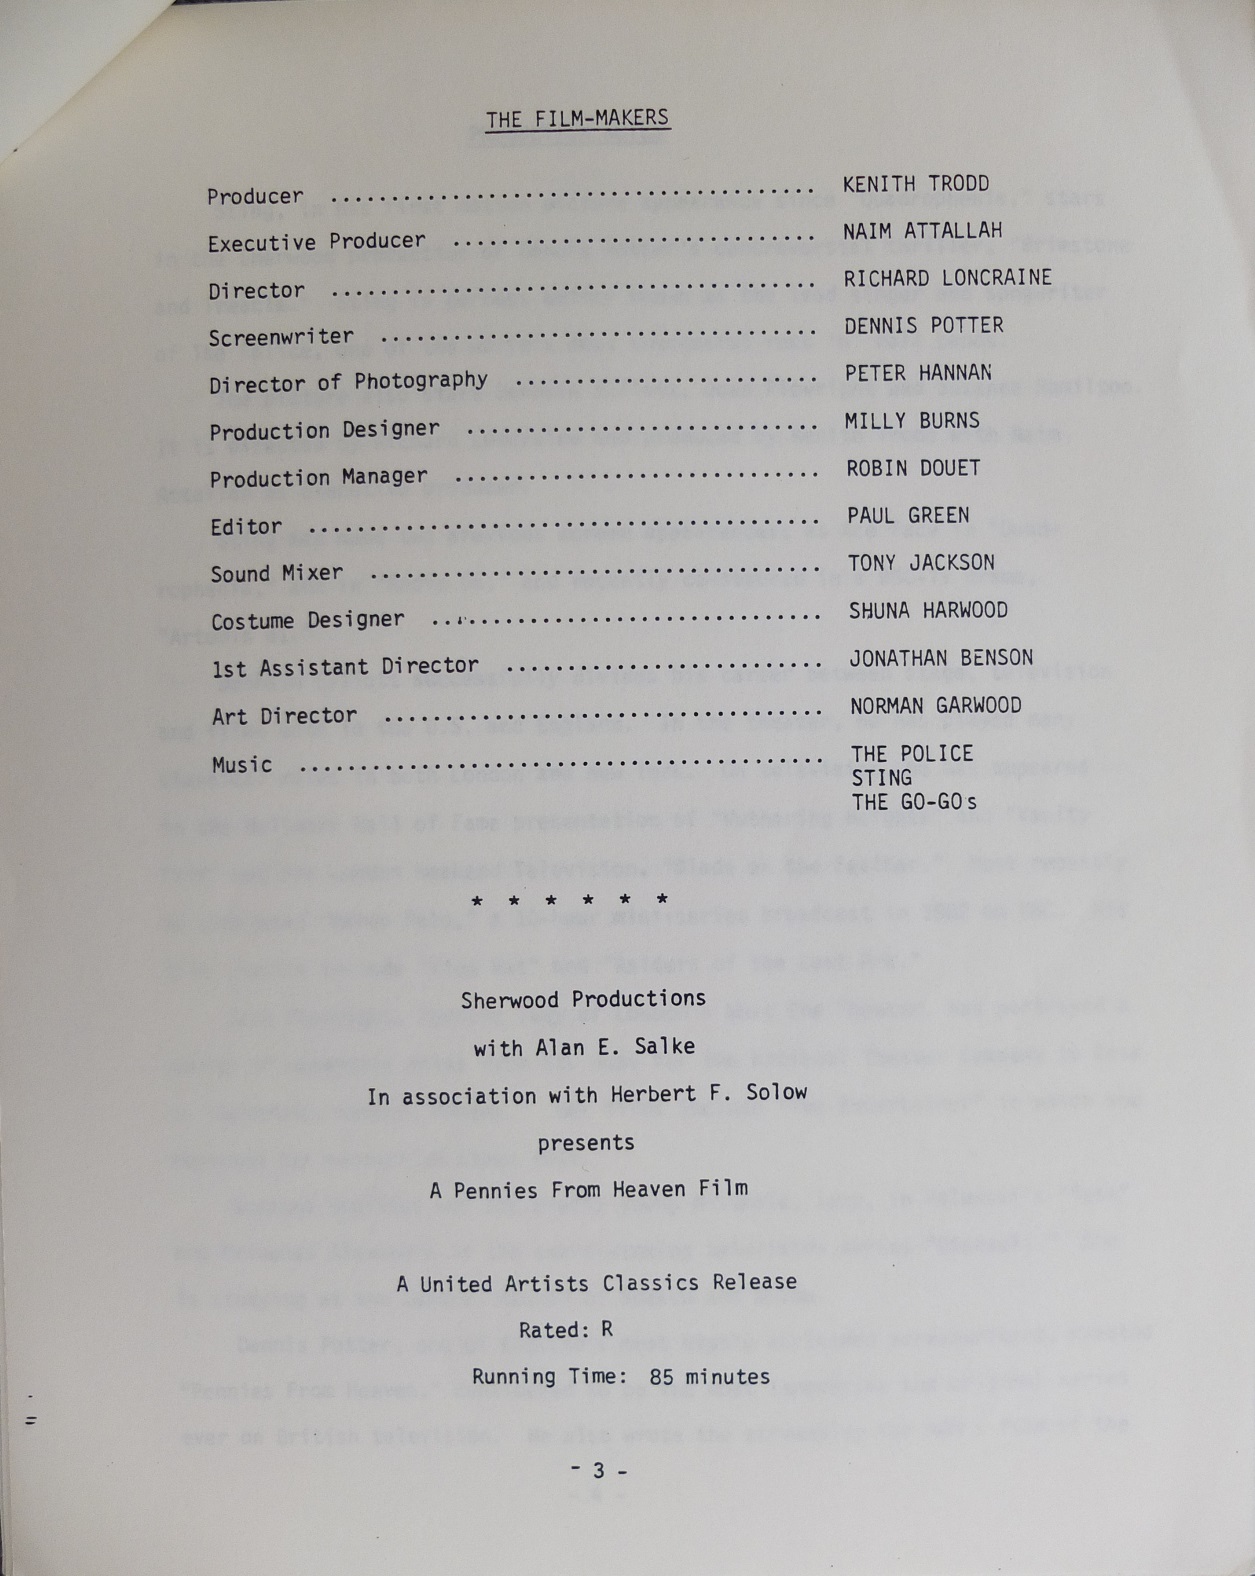 THE FILM-MAKERS
Producer ........................................ KENITH TRODD
Executive Producer .............................. NAIM ATTALLAH
Director ........................................ RICHARD LONCRAINE
Screenwriter .................................... DENNIS POTTER
Director of Photography ......................... PETER HANNAN
Production Designer ............................. MILLY BURNS
Production Manager .............................. ROBIN DOUET
Editor .......................................... PAUL GREEN
Sound Mixer ..................................... TONY JACKSON
Costume Designer ................................ SHUNA HARWOOD
1st Assistant Director .......................... JONATHAN BENSON
Art Director .................................... NORMAN GARWOOD
Music ........................................... THE POLICE
STING
THE GO-GOs
* * * * * *
Sherwood Productions
with Alan E. Salke
In association with Herbert F. Solow
presents
A Pennies From Heaven Film
A United Artists Classics Release
Rated: R
Running Time: 85 minutes
- 3 -